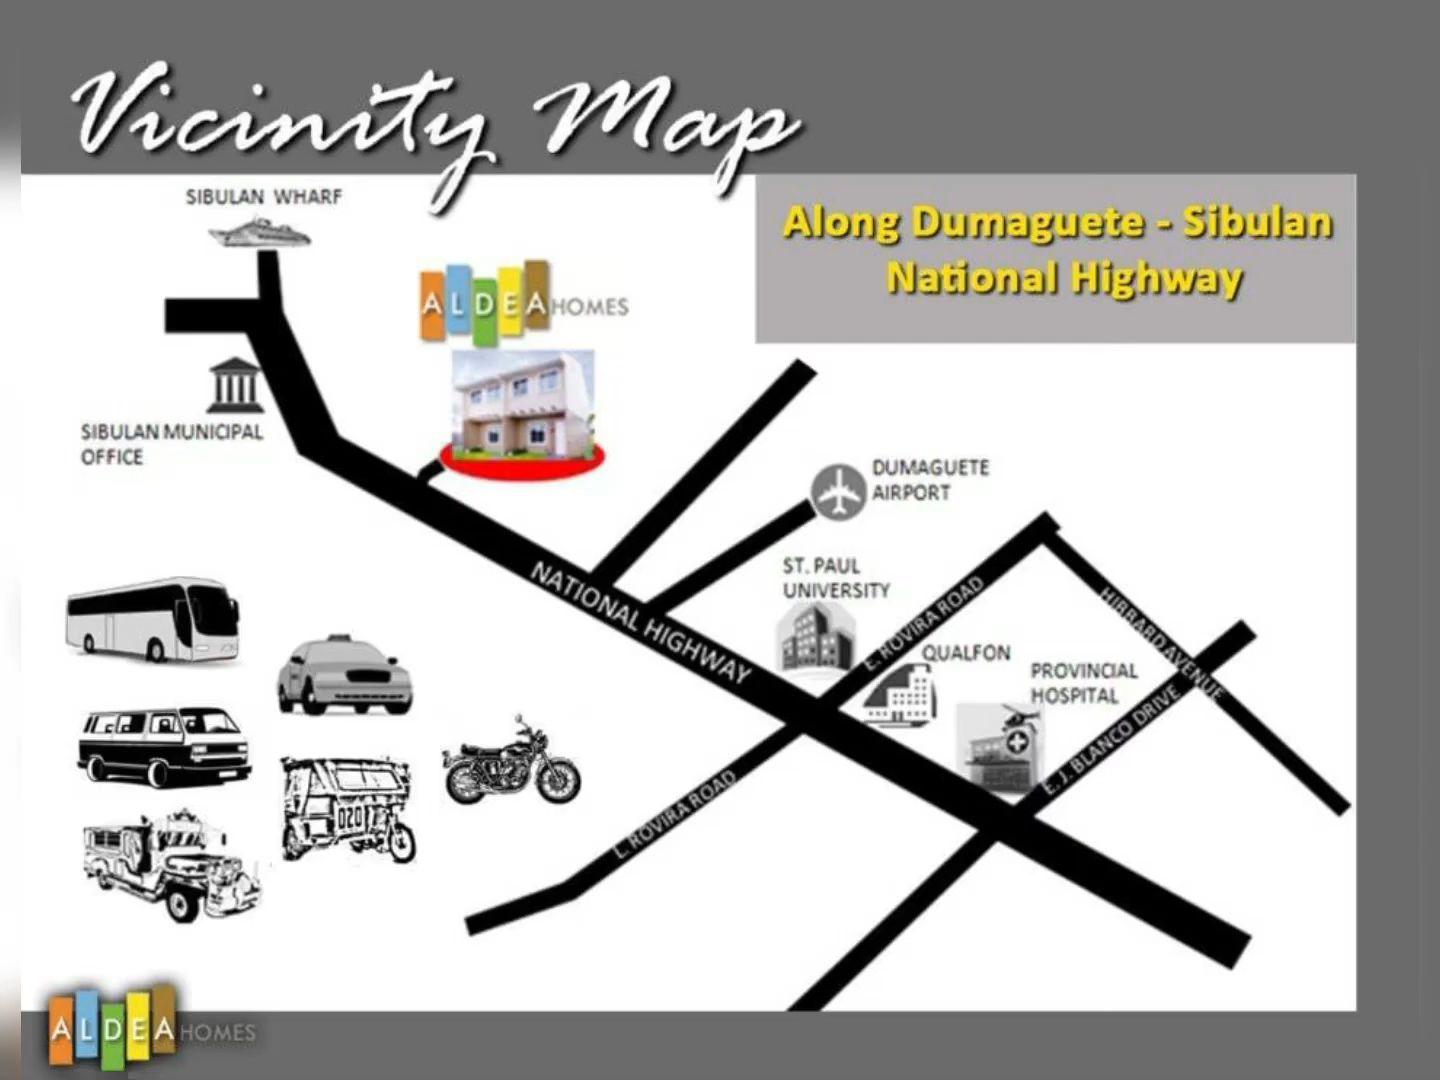 Vicinity Map
SIBULAN WHARF
Along Dumaguete - Sibulan
National Highway
ALDEA HOMES
SIBULAN MUNICIPAL
OFFICE
DUMAGUETE
AIRPORT
NATIONAL HIGHWAY
ST. PAUL
UNIVERSITY
E. ROVIRA ROAD
HIBBARD AVENUE
QUALFON
PROVINCIAL
HOSPITAL
E. J. BLANCO DRIVE
L. ROVIRA ROAD
020
ALDEA HOMES